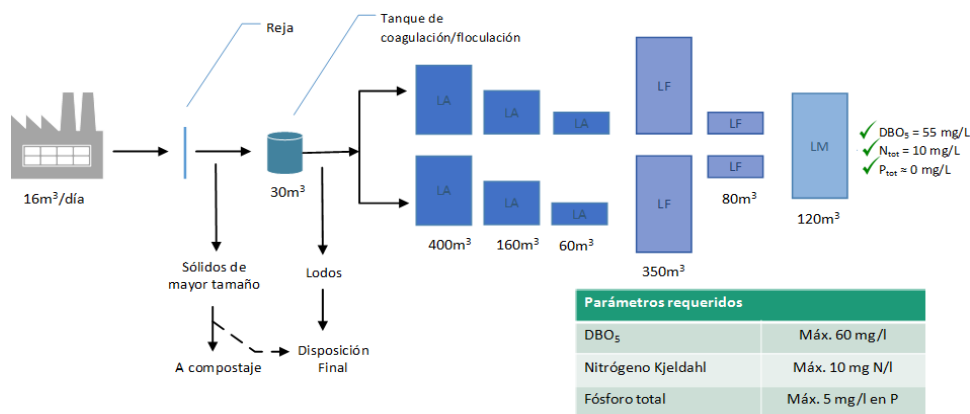 Reja
Tanque de
coagulación/floculación
16m³/día
30m³
LA
LA
LA
LF
LF
LA
LA
LA
LF
LF
LM
400m³
160m³
60m³
350m³
80m³
120m³
DBO₅ = 55 mg/L
Nₜₒₜ = 10 mg/L
Pₜₒₜ ≈ 0 mg/L
Sólidos de
mayor tamaño
Lodos
A compostaje
Disposición
Final
Parámetros requeridos
DBO₅ Máx. 60 mg/l
Nitrógeno Kjeldahl Máx. 10 mg N/l
Fósforo total Máx. 5 mg/l en P